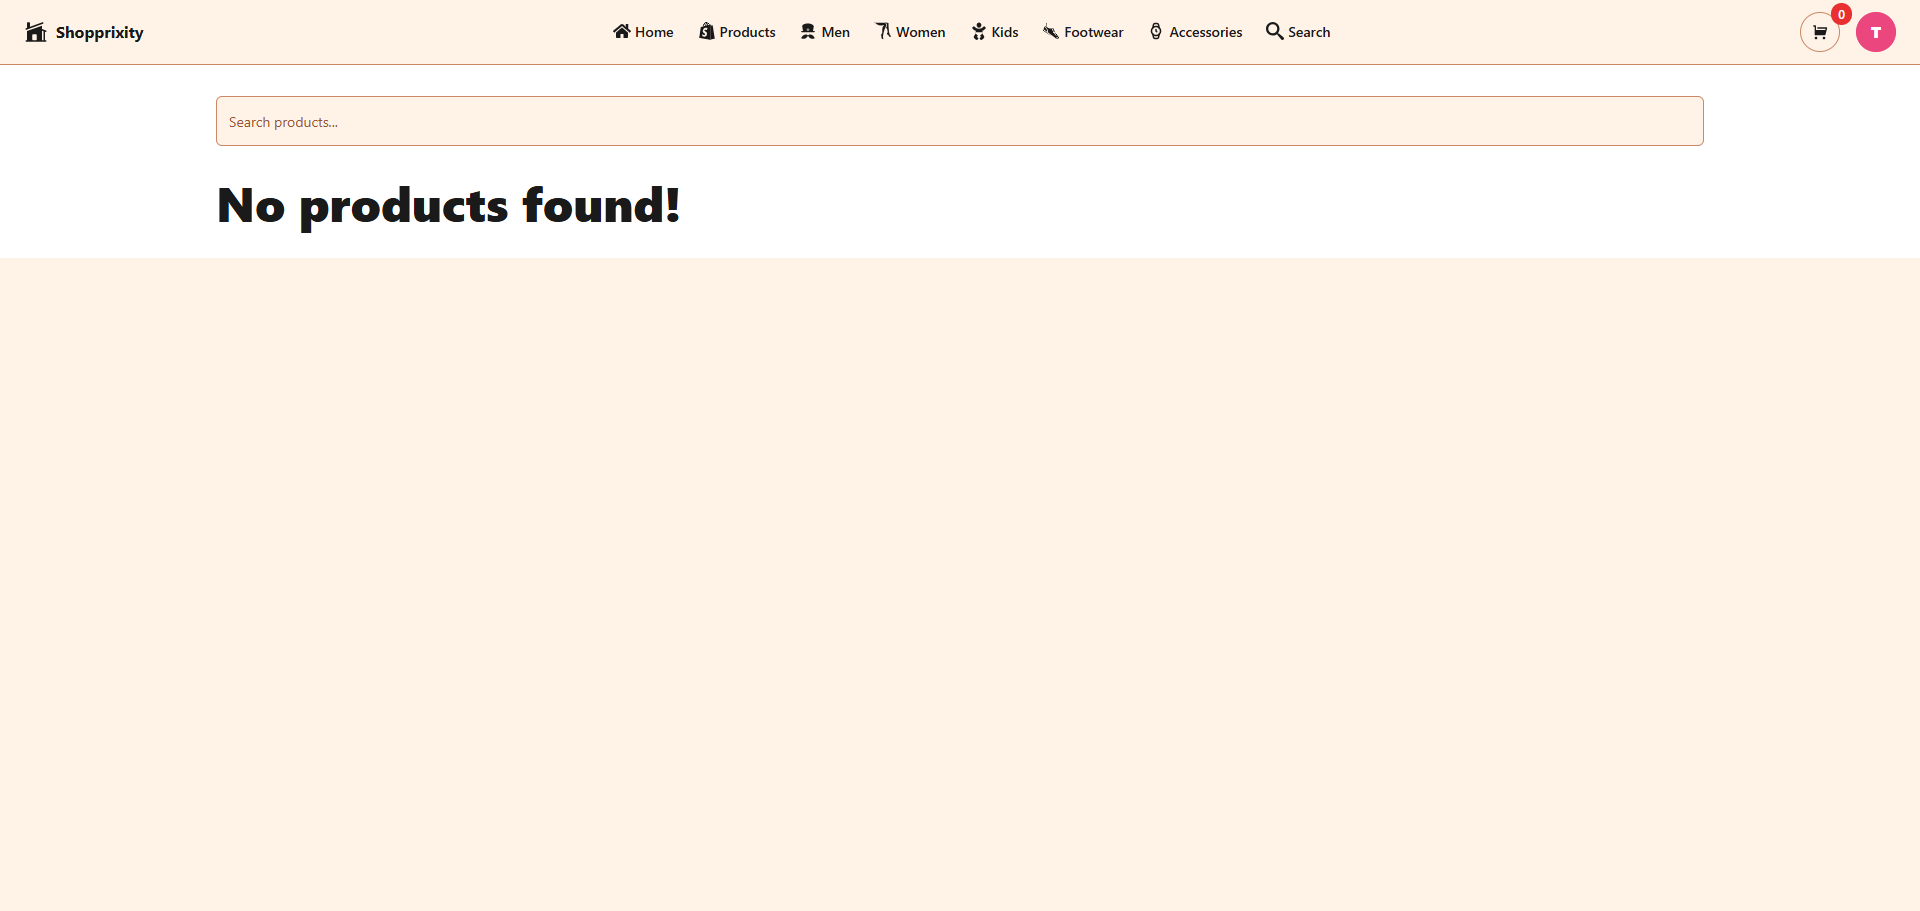 Shopprixity
Home Products Men Women Kids Footwear Accessories Search
0
T
Search products...
No products found!